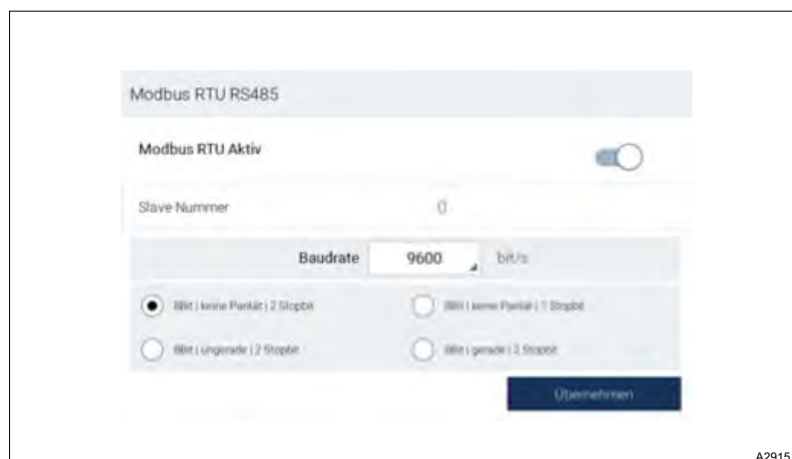 Modbus RTU RS485
Modbus RTU Aktiv
Slave Nummer 0
Baudrate 9600 bit/s
8Bit | keine Parität | 2 Stopbit 8Bit | keine Parität | 1 Stopbit
8Bit | ungerade | 2 Stopbit 8Bit | gerade | 2 Stopbit
Übernehmen
A2915